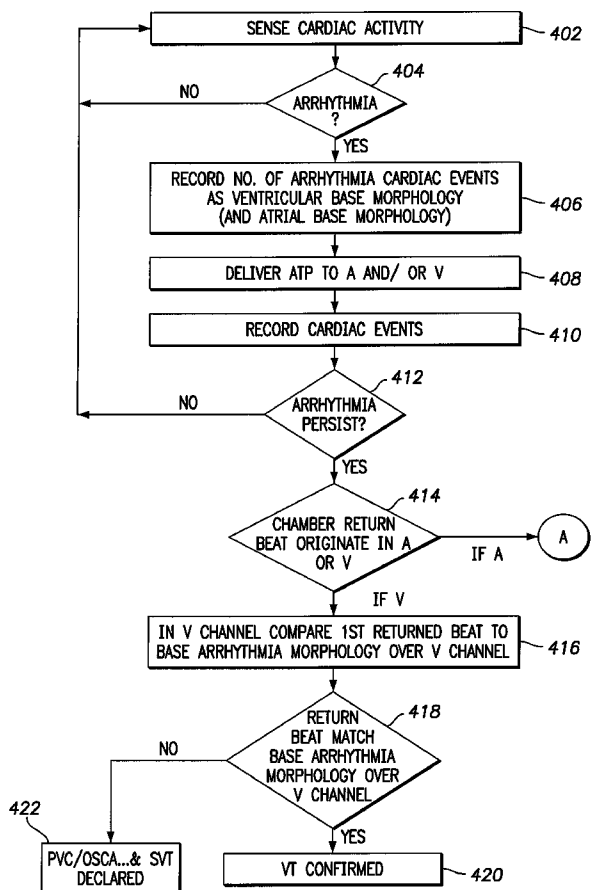 SENSE CARDIAC ACTIVITY
402
404
NO
ARRHYTHMIA
?
YES
RECORD NO. OF ARRHYTHMIA CARDIAC EVENTS
AS VENTRICULAR BASE MORPHOLOGY
(AND ATRIAL BASE MORPHOLOGY)
406
DELIVER ATP TO A AND/ OR V
408
RECORD CARDIAC EVENTS
410
412
NO
ARRHYTHMIA
PERSIST?
YES
414
CHAMBER RETURN
BEAT ORIGINATE IN A
OR V
A
IF A
IF V
IN V CHANNEL COMPARE 1ST RETURNED BEAT TO
BASE ARRHYTHMIA MORPHOLOGY OVER V CHANNEL
416
418
RETURN
BEAT MATCH
BASE ARRHYTHMIA
MORPHOLOGY OVER
V CHANNEL
NO
YES
422
PVC/OSCA...& SVT
DECLARED
VT CONFIRMED
420